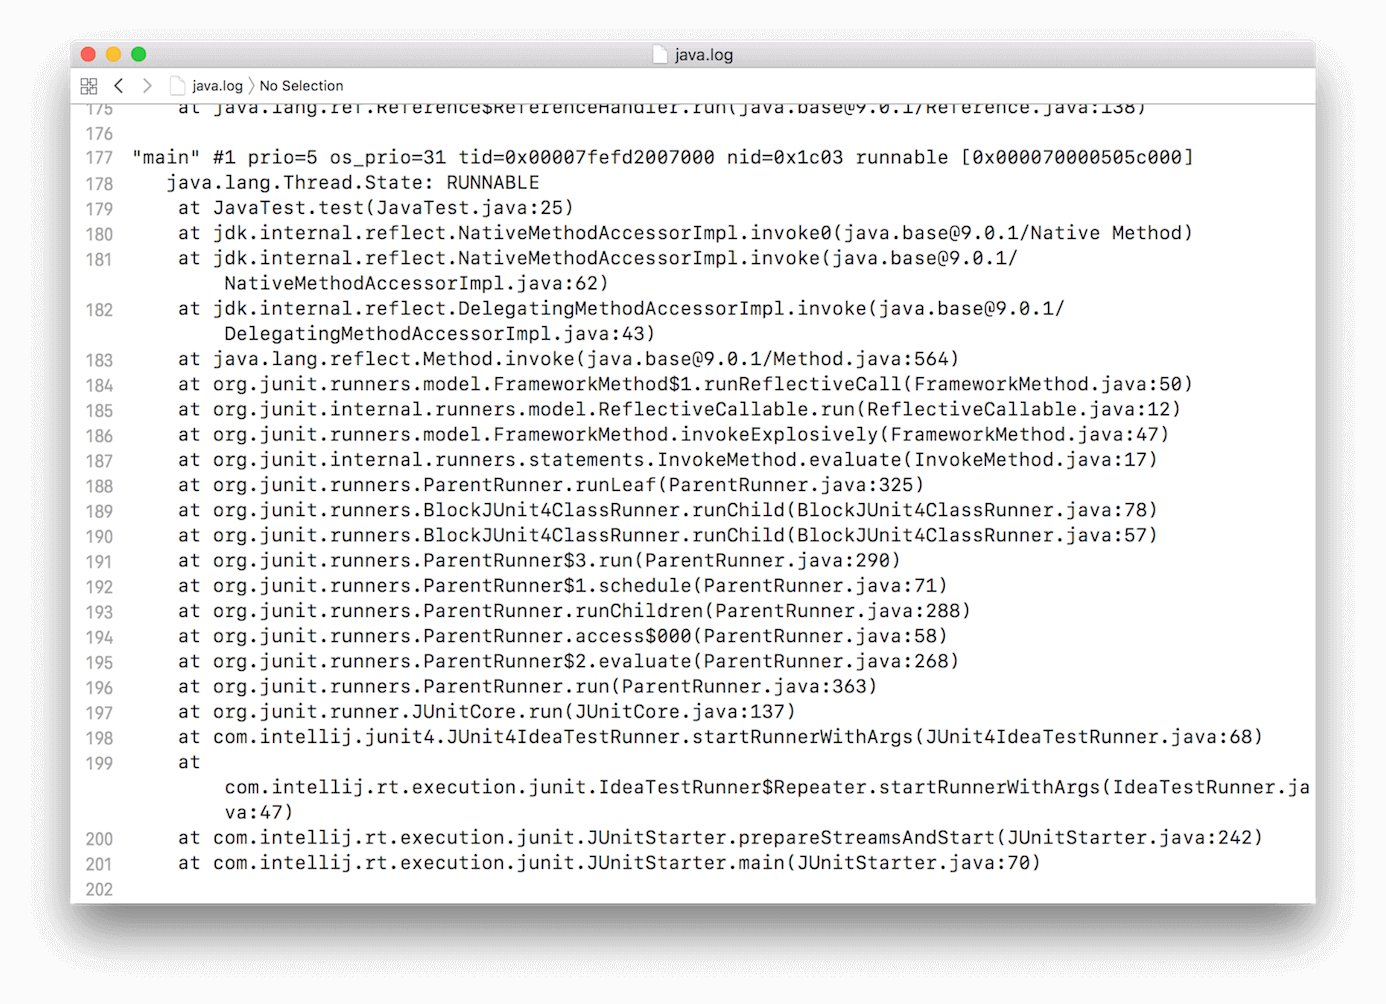 java.log
java.log 〉 No Selection
175 at java.lang.ref.Reference$ReferenceHandler.run(java.base@9.0.1/Reference.java:138)
176
177 "main" #1 prio=5 os_prio=31 tid=0x00007fefd2007000 nid=0x1c03 runnable [0x000070000505c000]
178 java.lang.Thread.State: RUNNABLE
179 at JavaTest.test(JavaTest.java:25)
180 at jdk.internal.reflect.NativeMethodAccessorImpl.invoke0(java.base@9.0.1/Native Method)
181 at jdk.internal.reflect.NativeMethodAccessorImpl.invoke(java.base@9.0.1/
NativeMethodAccessorImpl.java:62)
182 at jdk.internal.reflect.DelegatingMethodAccessorImpl.invoke(java.base@9.0.1/
DelegatingMethodAccessorImpl.java:43)
183 at java.lang.reflect.Method.invoke(java.base@9.0.1/Method.java:564)
184 at org.junit.runners.model.FrameworkMethod$1.runReflectiveCall(FrameworkMethod.java:50)
185 at org.junit.internal.runners.model.ReflectiveCallable.run(ReflectiveCallable.java:12)
186 at org.junit.runners.model.FrameworkMethod.invokeExplosively(FrameworkMethod.java:47)
187 at org.junit.internal.runners.statements.InvokeMethod.evaluate(InvokeMethod.java:17)
188 at org.junit.runners.ParentRunner.runLeaf(ParentRunner.java:325)
189 at org.junit.runners.BlockJUnit4ClassRunner.runChild(BlockJUnit4ClassRunner.java:78)
190 at org.junit.runners.BlockJUnit4ClassRunner.runChild(BlockJUnit4ClassRunner.java:57)
191 at org.junit.runners.ParentRunner$3.run(ParentRunner.java:290)
192 at org.junit.runners.ParentRunner$1.schedule(ParentRunner.java:71)
193 at org.junit.runners.ParentRunner.runChildren(ParentRunner.java:288)
194 at org.junit.runners.ParentRunner.access$000(ParentRunner.java:58)
195 at org.junit.runners.ParentRunner$2.evaluate(ParentRunner.java:268)
196 at org.junit.runners.ParentRunner.run(ParentRunner.java:363)
197 at org.junit.runner.JUnitCore.run(JUnitCore.java:137)
198 at com.intellij.junit4.JUnit4IdeaTestRunner.startRunnerWithArgs(JUnit4IdeaTestRunner.java:68)
199 at
com.intellij.rt.execution.junit.IdeaTestRunner$Repeater.startRunnerWithArgs(IdeaTestRunner.ja
va:47)
200 at com.intellij.rt.execution.junit.JUnitStarter.prepareStreamsAndStart(JUnitStarter.java:242)
201 at com.intellij.rt.execution.junit.JUnitStarter.main(JUnitStarter.java:70)
202